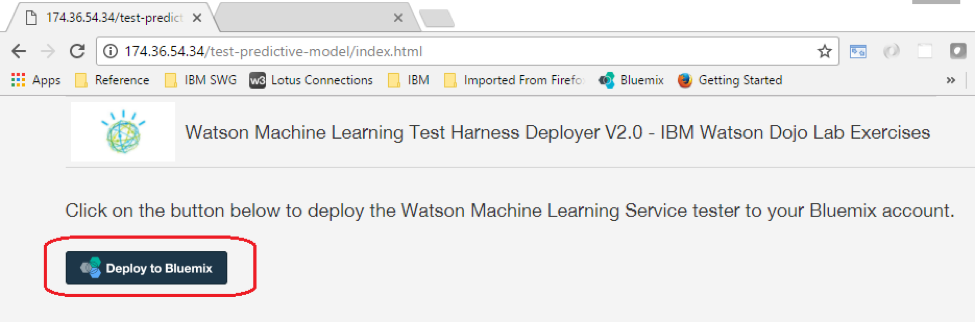 174.36.54.34/test-predict
174.36.54.34/test-predictive-model/index.html
Apps Reference IBM SWG w3 Lotus Connections IBM Imported From Firefo Bluemix Getting Started »
Watson Machine Learning Test Harness Deployer V2.0 - IBM Watson Dojo Lab Exercises
Click on the button below to deploy the Watson Machine Learning Service tester to your Bluemix account.
Deploy to Bluemix